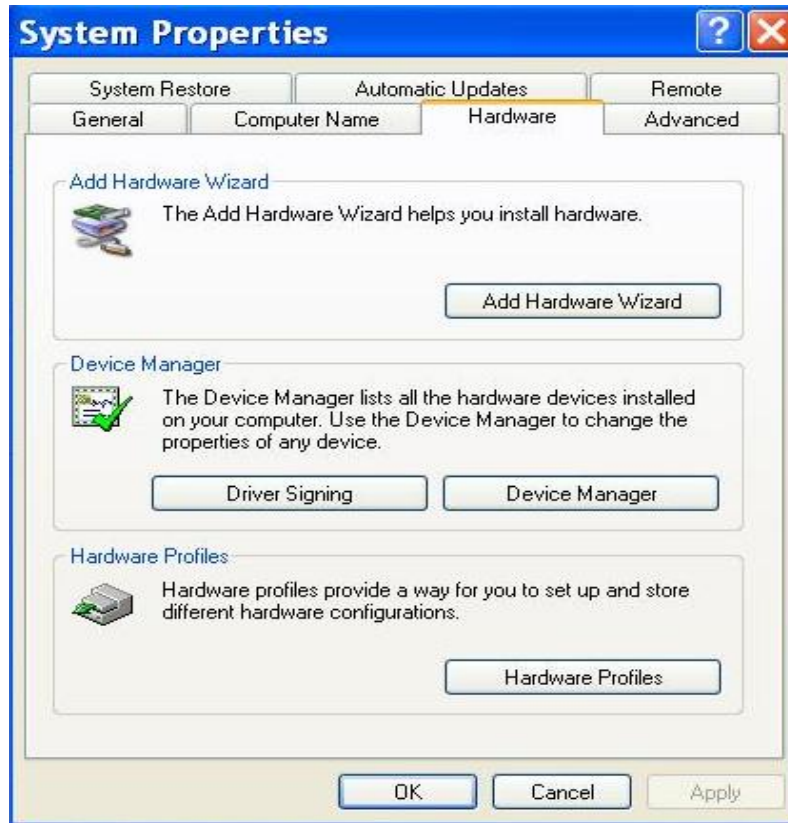 System Properties
System Restore Automatic Updates Remote
General Computer Name Hardware Advanced
Add Hardware Wizard
The Add Hardware Wizard helps you install hardware.
Add Hardware Wizard
Device Manager
The Device Manager lists all the hardware devices installed
on your computer. Use the Device Manager to change the
properties of any device.
Driver Signing Device Manager
Hardware Profiles
Hardware profiles provide a way for you to set up and store
different hardware configurations.
Hardware Profiles
OK Cancel Apply